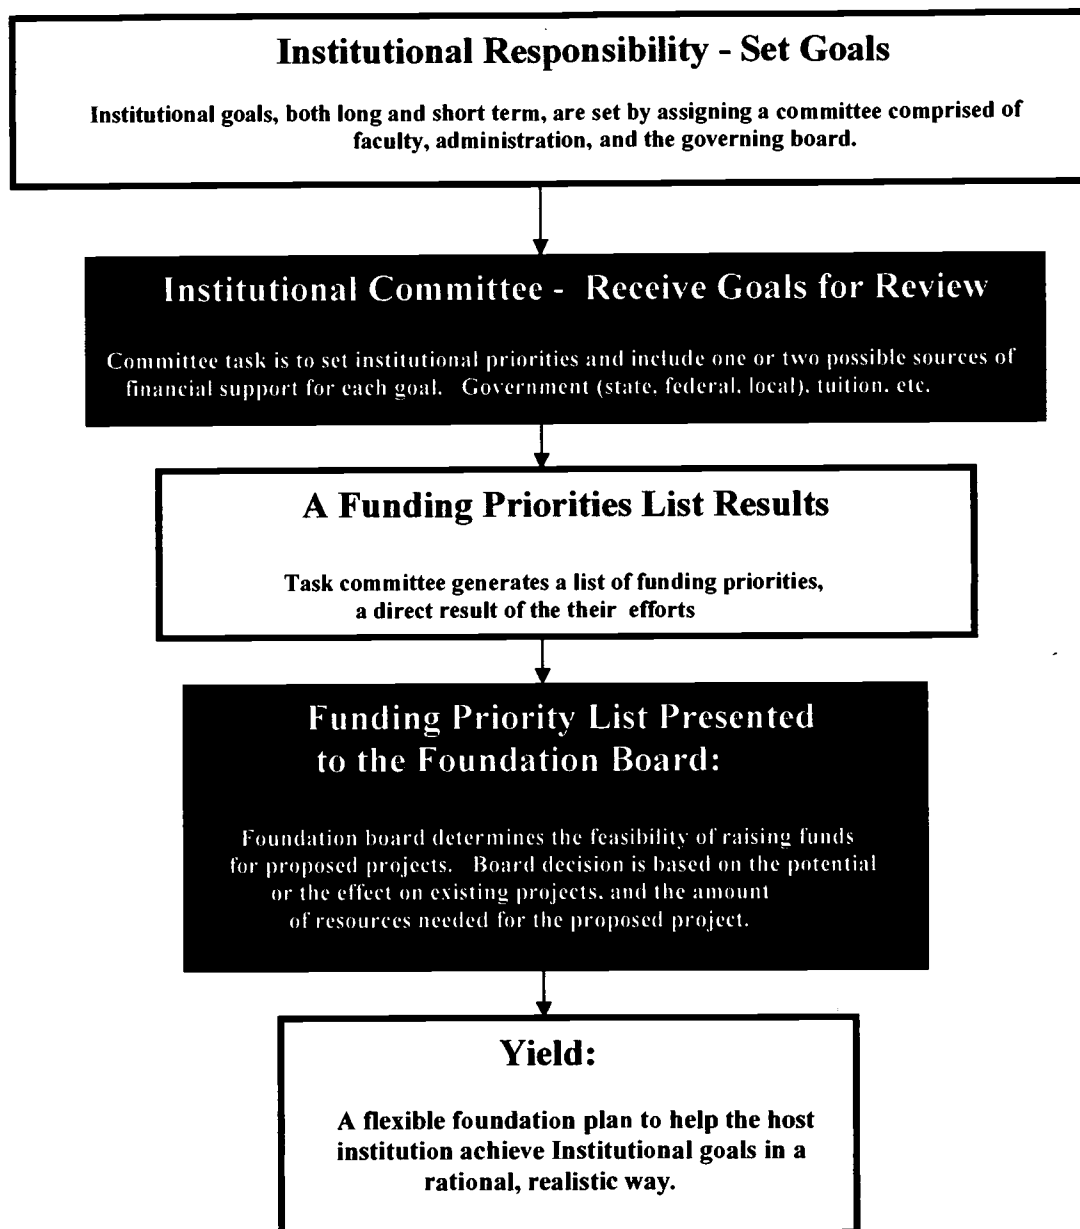 Institutional Responsibility - Set Goals
Institutional goals, both long and short term, are set by assigning a committee comprised of
faculty, administration, and the governing board.
Institutional Committee - Receive Goals for Review
Committee task is to set institutional priorities and include one or two possible sources of
financial support for each goal. Government (state, federal, local), tuition, etc.
A Funding Priorities List Results
Task committee generates a list of funding priorities,
a direct result of the their efforts
Funding Priority List Presented
to the Foundation Board:
Foundation board determines the feasibility of raising funds
for proposed projects. Board decision is based on the potential
or the effect on existing projects, and the amount
of resources needed for the proposed project.
Yield:
A flexible foundation plan to help the host
institution achieve Institutional goals in a
rational, realistic way.